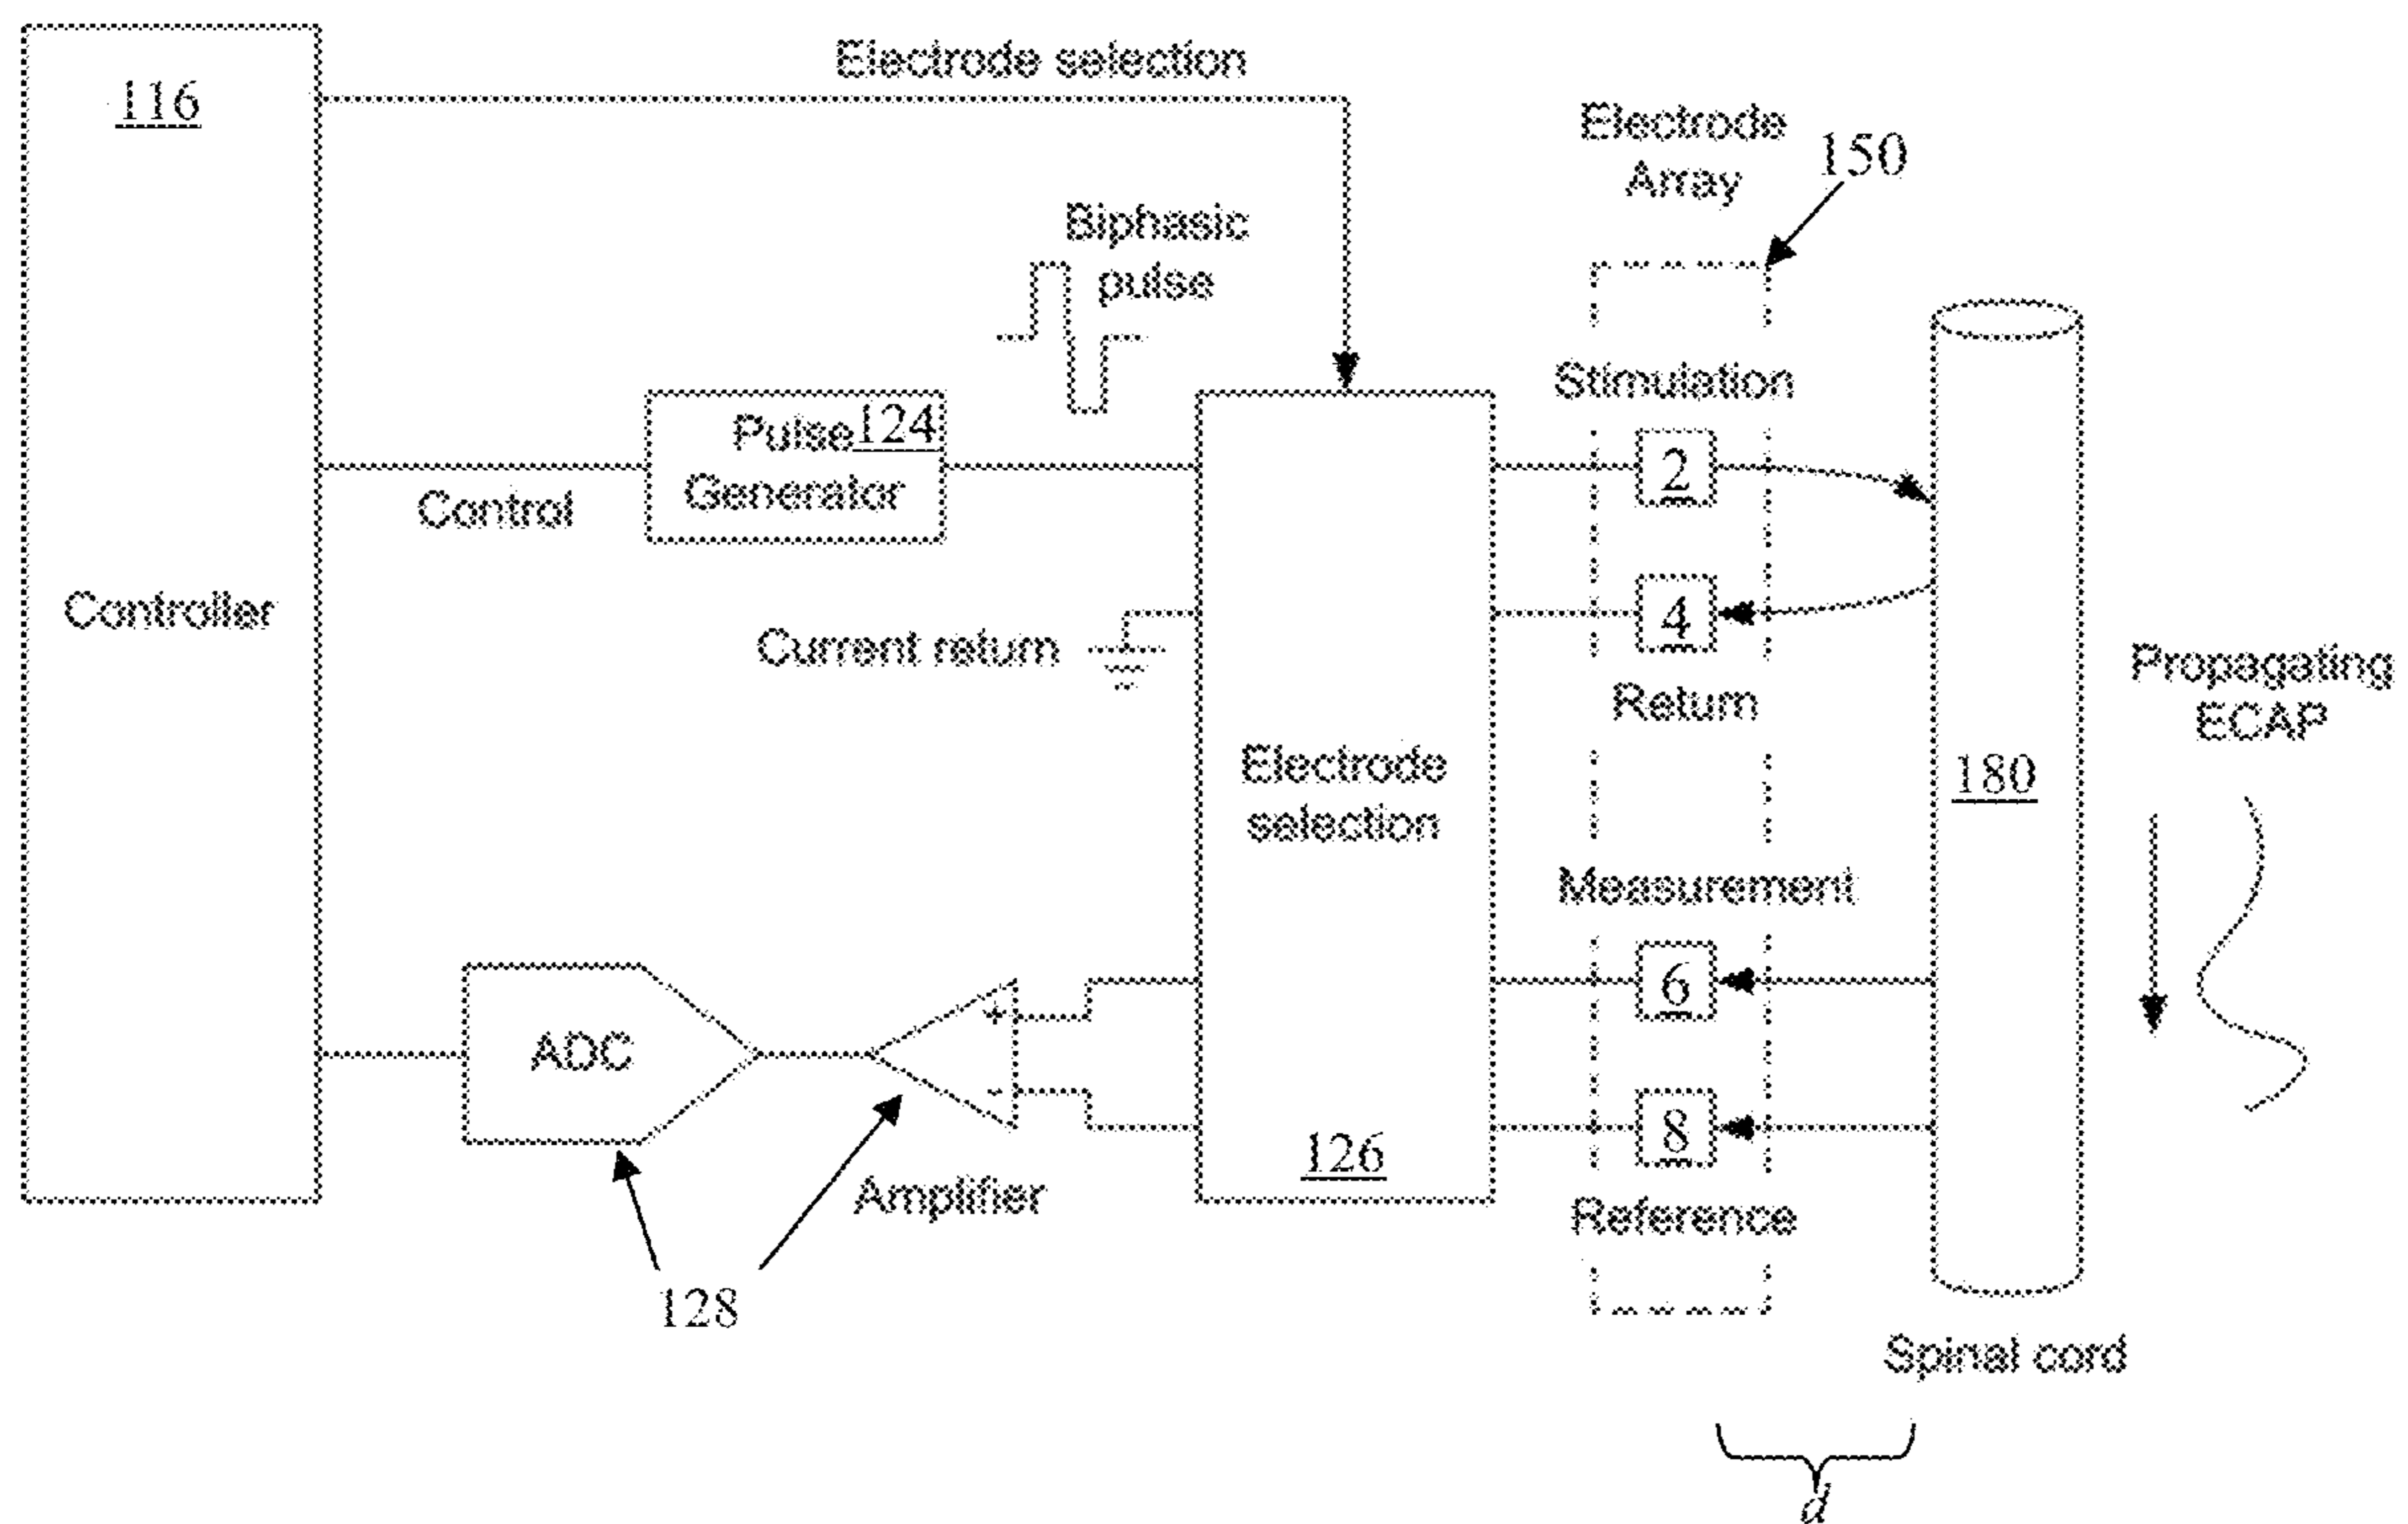 Electrode selection
116
Electrode
Array
150
Biphasic
pulse
Stimulation
Pulse 124
Generator
2
Control
4
Controller
Current return
Return
Propagating
ECAP
Electrode
selection
180
Measurement
6
+
ADC
-
8
126
Amplifier
Reference
128
Spinal cord
d